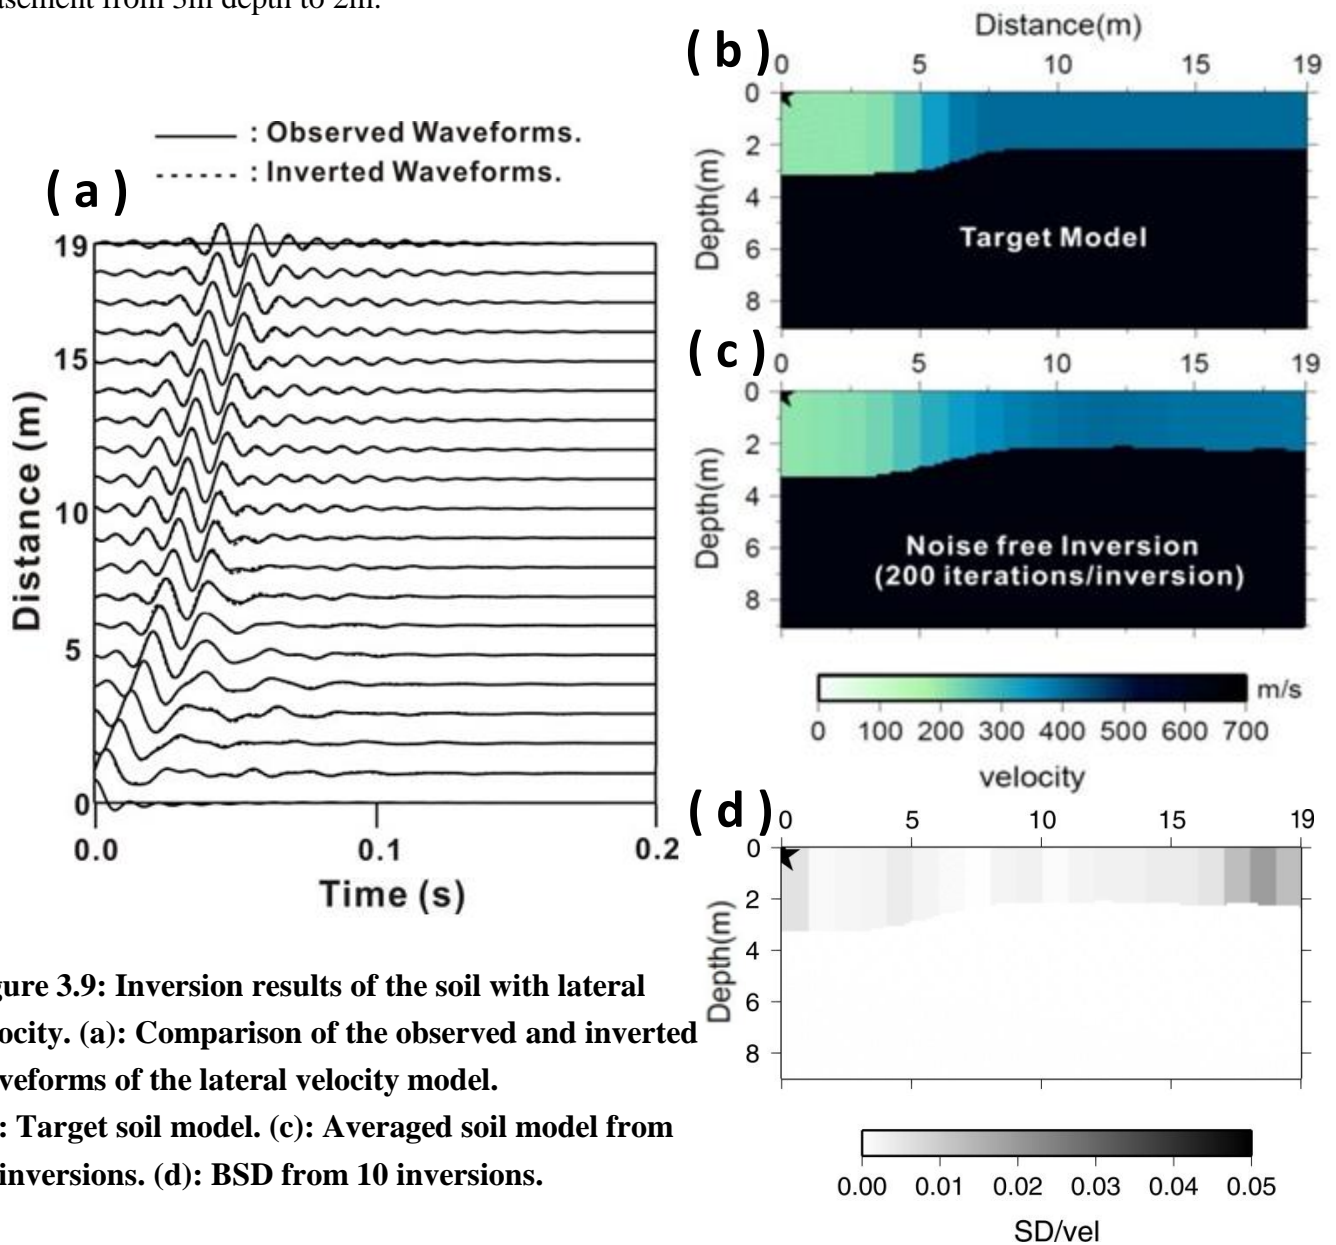 from 3m depth to 2m.
: Observed Waveforms.
: Inverted Waveforms.
( a )
19
15
10
5
0
Distance (m)
0.0 0.1 0.2
Time (s)
( b )
Distance(m)
0 5 10 15 19
0
2
4
6
8
Depth(m)
Target Model
( c )
0 5 10 15 19
0
2
4
6
8
Depth(m)
Noise free Inversion
(200 iterations/inversion)
m/s
0 100 200 300 400 500 600 700
velocity
( d )
0 5 10 15 19
0
2
4
6
8
Depth(m)
0.00 0.01 0.02 0.03 0.04 0.05
SD/vel
gure 3.9: Inversion results of the soil with lateral
ocity. (a): Comparison of the observed and inverted
veforms of the lateral velocity model.
: Target soil model. (c): Averaged soil model from
inversions. (d): BSD from 10 inversions.